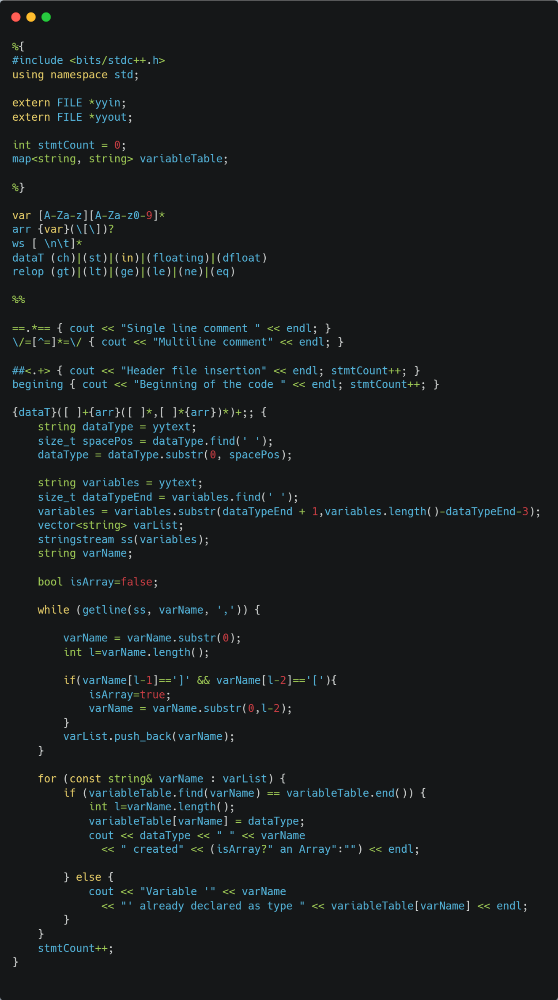 %{
#include <bits/stdc++.h>
using namespace std;

extern FILE *yyin;
extern FILE *yyout;

int stmtCount = 0;
map<string, string> variableTable;

%}

var [A-Za-z][A-Za-z0-9]*
arr {var}(\[\])?
ws [ \n\t]*
dataT (ch)|(st)|(in)|(floating)|(dfloat)
relop (gt)|(lt)|(ge)|(le)|(ne)|(eq)

%%

==.*== { cout << "Single line comment " << endl; }
\/=[^=]*=\/ { cout << "Multiline comment" << endl; }

##<.+> { cout << "Header file insertion" << endl; stmtCount++; }
begining { cout << "Beginning of the code " << endl; stmtCount++; }

{dataT}([ ]+{arr}([ ]*,[ ]*{arr})*)+;; {
    string dataType = yytext;
    size_t spacePos = dataType.find(' ');
    dataType = dataType.substr(0, spacePos);

    string variables = yytext;
    size_t dataTypeEnd = variables.find(' ');
    variables = variables.substr(dataTypeEnd + 1,variables.length()-dataTypeEnd-3);
    vector<string> varList;
    stringstream ss(variables);
    string varName;

    bool isArray=false;

    while (getline(ss, varName, ',')) {

        varName = varName.substr(0);
        int l=varName.length();

        if(varName[l-1]==']' && varName[l-2]=='['){
            isArray=true;
            varName = varName.substr(0,l-2);
        }
        varList.push_back(varName);
    }

    for (const string& varName : varList) {
        if (variableTable.find(varName) == variableTable.end()) {
            int l=varName.length();
            variableTable[varName] = dataType;
            cout << dataType << " " << varName
              << " created" << (isArray?" an Array":"") << endl;

        } else {
            cout << "Variable '" << varName
              << "' already declared as type " << variableTable[varName] << endl;
        }
    }
    stmtCount++;
}